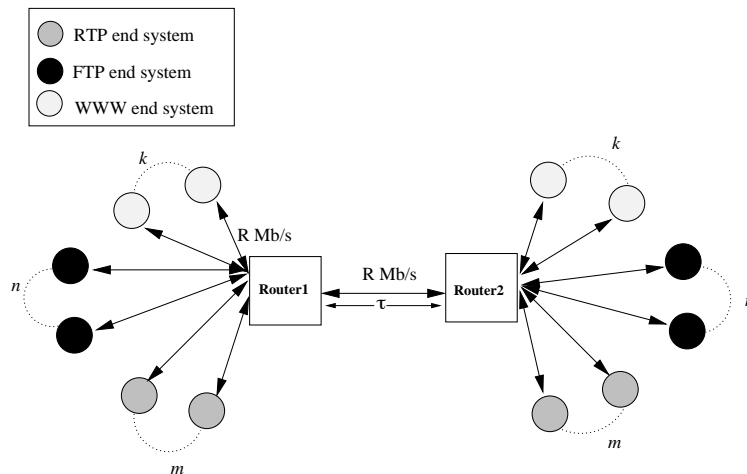 RTP end system
FTP end system
WWW end system
k
k
R Mb/s
n
Router1
R Mb/s
τ
Router2
m
m